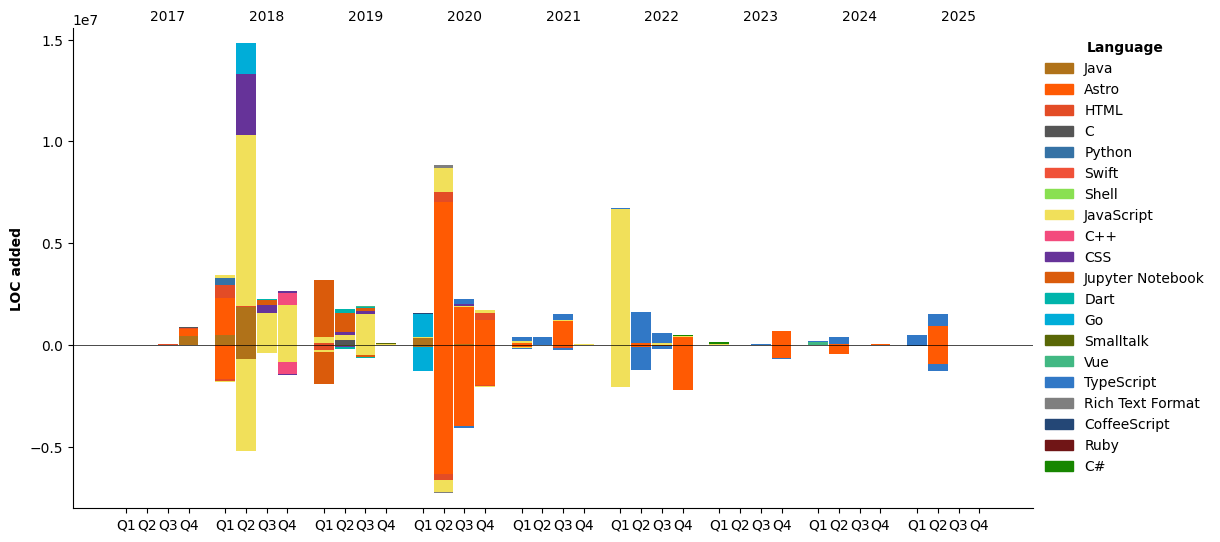 2017 2018 2019 2020 2021 2022 2023 2024 2025
1e7
1.5
1.0
0.5
0.0
−0.5
LOC added
Q1 Q2 Q3 Q4 Q1 Q2 Q3 Q4 Q1 Q2 Q3 Q4 Q1 Q2 Q3 Q4 Q1 Q2 Q3 Q4 Q1 Q2 Q3 Q4 Q1 Q2 Q3 Q4 Q1 Q2 Q3 Q4 Q1 Q2 Q3 Q4
Language
Java
Astro
HTML
C
Python
Swift
Shell
JavaScript
C++
CSS
Jupyter Notebook
Dart
Go
Smalltalk
Vue
TypeScript
Rich Text Format
CoffeeScript
Ruby
C#